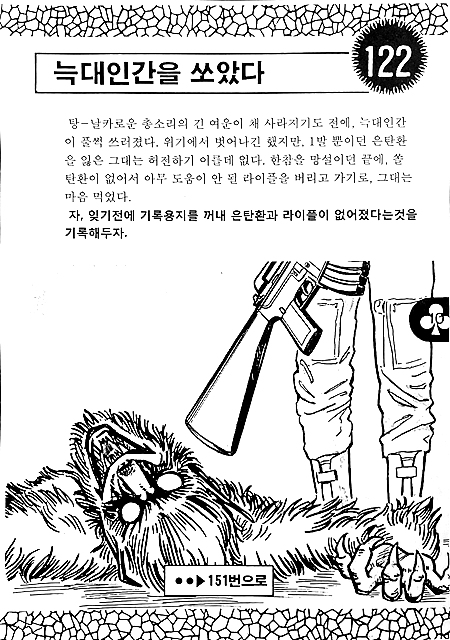 늑대인간을 쏘았다
122
탕–날카로운 총소리의 긴 여운이 채 사라지기도 전에, 늑대인간
이 풀썩 쓰러졌다. 위기에서 벗어나긴 했지만, 1발 뿐이던 은탄환
을 잃은 그대는 허전하기 이를데 없다. 한참을 망설이던 끝에, 쏠
탄환이 없어서 아무 도움이 안 된 라이플을 버리고 가기로, 그대는
마음 먹었다.
자, 잊기전에 기록용지를 꺼내 은탄환과 라이플이 없어졌다는것을
기록해두자.
10
●●▶151번으로